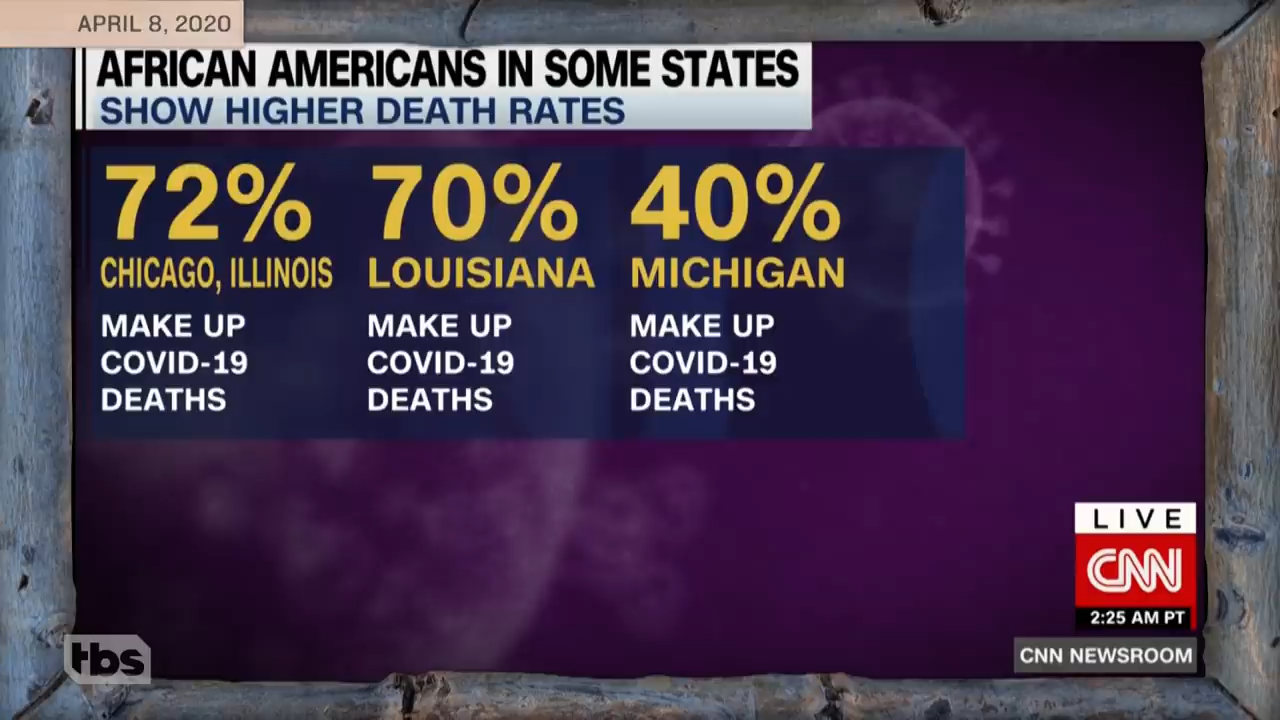 APRIL 8, 2020
AFRICAN AMERICANS IN SOME STATES
SHOW HIGHER DEATH RATES
72%
CHICAGO, ILLINOIS
MAKE UP
COVID-19
DEATHS
70%
LOUISIANA
MAKE UP
COVID-19
DEATHS
40%
MICHIGAN
MAKE UP
COVID-19
DEATHS
LIVE
CNN
2:25 AM PT
CNN NEWSROOM
tbs